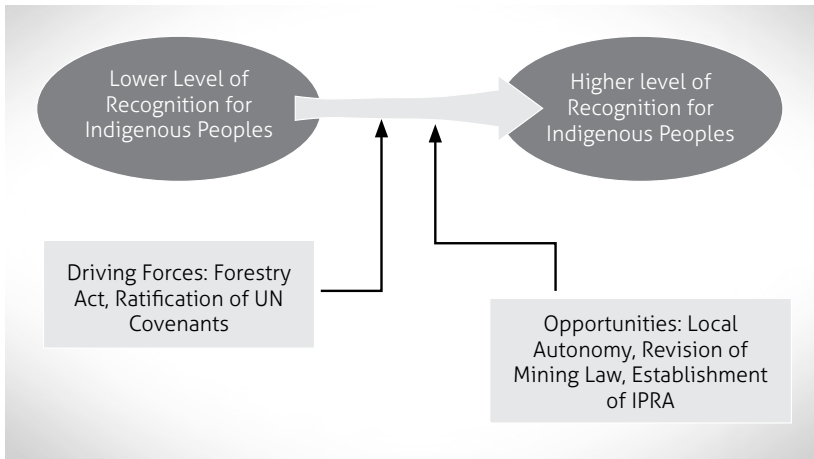 Lower Level of
Recognition for
Indigenous Peoples
Higher level of
Recognition for
Indigenous Peoples
Driving Forces: Forestry
Act, Ratification of UN
Covenants
Opportunities: Local
Autonomy, Revision of
Mining Law, Establishment
of IPRA